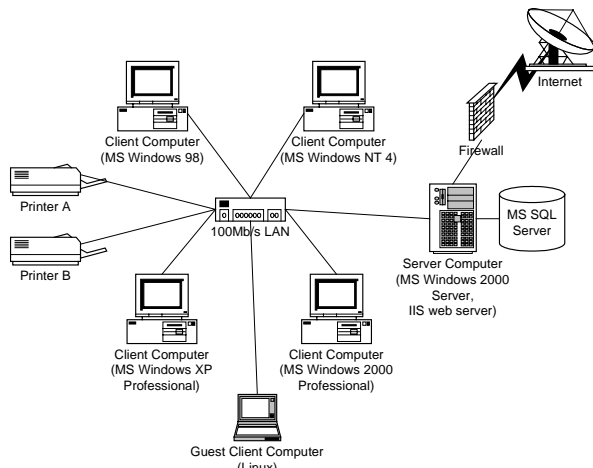 Internet
Client Computer
(MS Windows 98)
Client Computer
(MS Windows NT 4)
Firewall
Printer A
100Mb/s LAN
MS SQL
Server
Printer B
Server Computer
(MS Windows 2000
Server,
IIS web server)
Client Computer
(MS Windows XP
Professional)
Client Computer
(MS Windows 2000
Professional)
Guest Client Computer
(Linux)